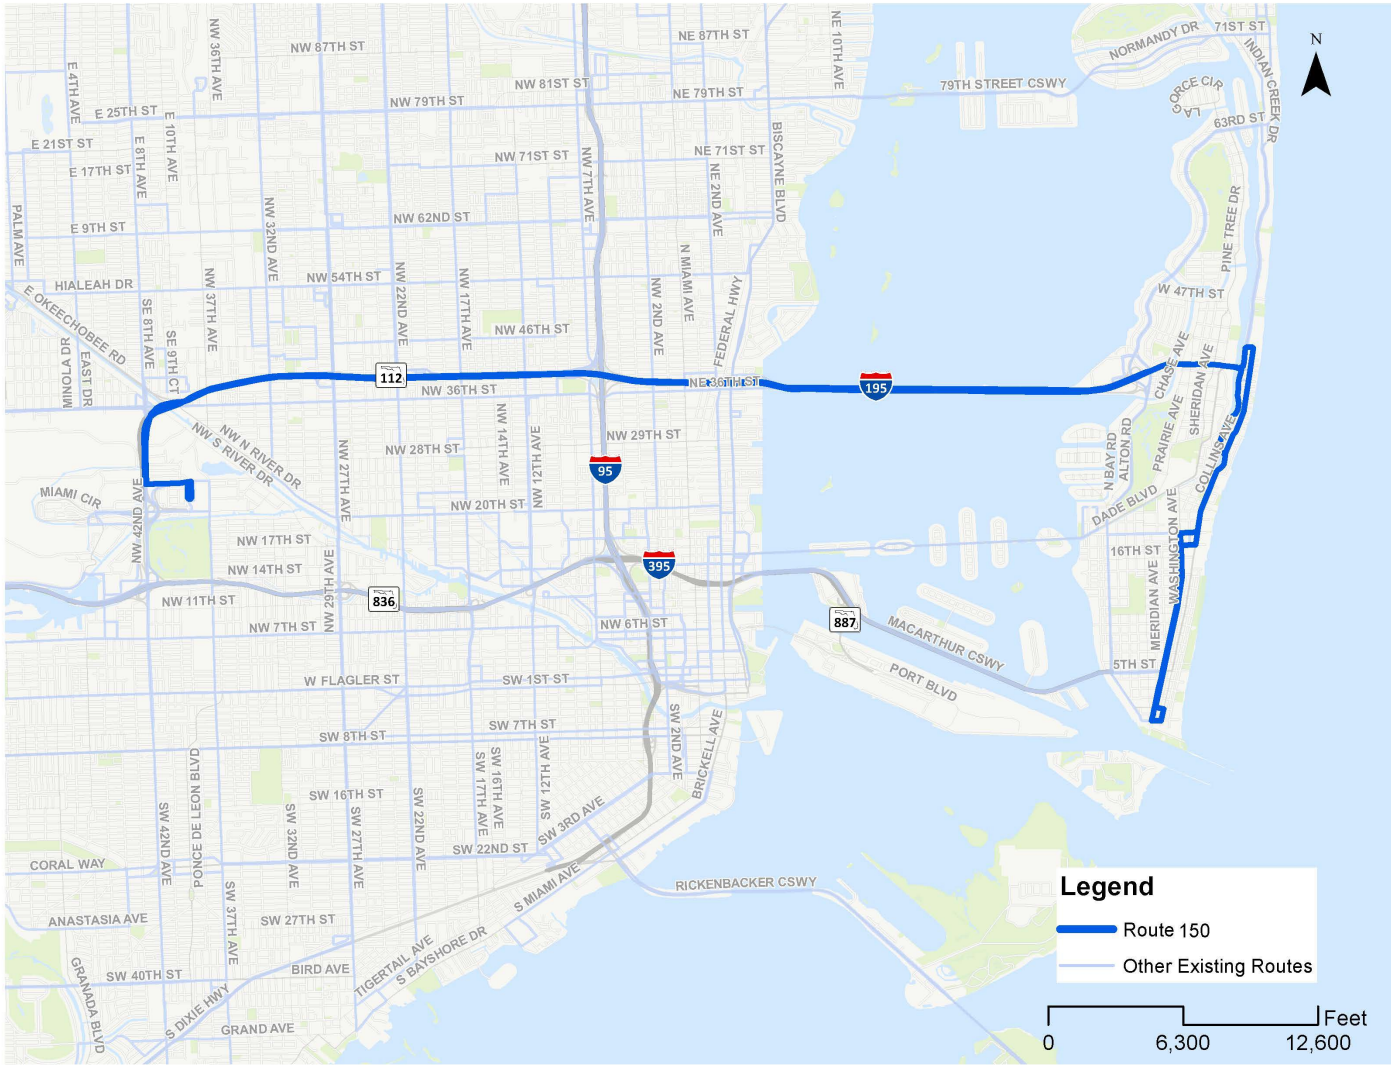 N
NW 36TH AVE
NW 87TH ST
NE 87TH ST
NE 10TH AVE
NORMANDY DR
71ST ST
INDIAN CREEK DR
E 4TH AVE
NW 81ST ST
79TH STREET CSWY
LA GORCE CIR
E 25TH ST
NW 79TH ST
NE 79TH ST
E 10TH AVE
63RD ST
E 21ST ST
E 8TH AVE
NW 71ST ST
NE 71ST ST
BISCAYNE BLVD
E 17TH ST
NW 7TH AVE
NE 2ND AVE
PALM AVE
E 9TH ST
NW 32ND AVE
NW 62ND ST
PINE TREE DR
HIALEAH DR
NW 37TH AVE
NW 54TH ST
NW 22ND AVE
NW 17TH AVE
NW 2ND AVE
N MIAMI AVE
FEDERAL HWY
W 47TH ST
E OKEECHOBEE RD
SE 8TH AVE
SE 9TH CT
NW 46TH ST
MINOLA DR
EAST DR
112
NW 36TH ST
NE 36TH ST
195
CHASE AVE
SHERIDAN AVE
NW N RIVER DR
NW S RIVER DR
NW 28TH ST
NW 14TH AVE
NW 12TH AVE
NW 29TH ST
N BAY RD
ALTON RD
PRAIRIE AVE
COLLINS AVE
NW 27TH AVE
95
MIAMI CIR
NW 42ND AVE
NW 20TH ST
DADE BLVD
WASHINGTON AVE
NW 17TH ST
16TH ST
NW 14TH ST
395
NW 29TH AVE
NW 11TH ST
836
MERIDIAN AVE
NW 7TH ST
NW 6TH ST
887
MACARTHUR CSWY
W FLAGLER ST
SW 1ST ST
PORT BLVD
5TH ST
SW 7TH ST
SW 8TH ST
SW 2ND AVE
BRICKELL AVE
PONCE DE LEON BLVD
SW 17TH AVE
SW 16TH AVE
SW 12TH AVE
SW 16TH ST
SW 42ND AVE
SW 32ND AVE
SW 27TH AVE
SW 22ND AVE
SW 3RD AVE
CORAL WAY
SW 22ND ST
S MIAMI AVE
RICKENBACKER CSWY
SW 37TH AVE
ANASTASIA AVE
SW 27TH ST
TIGERTAIL AVE
S BAYSHORE DR
GRANADA BLVD
SW 40TH ST
BIRD AVE
S DIXIE HWY
GRAND AVE
Legend
Route 150
Other Existing Routes
Feet
0 6,300 12,600